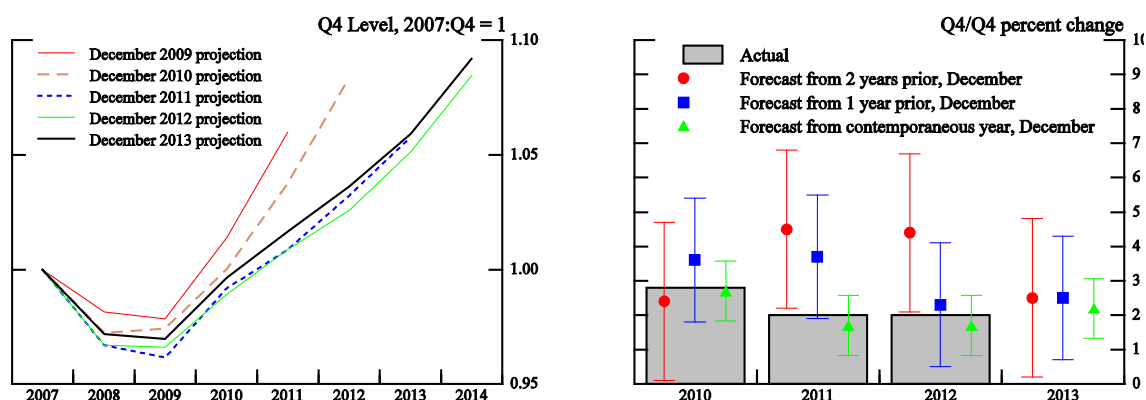 Q4 Level, 2007:Q4 = 1
December 2009 projection
December 2010 projection
December 2011 projection
December 2012 projection
December 2013 projection
1.10
1.05
1.00
0.95
2007 2008 2009 2010 2011 2012 2013 2014
Q4/Q4 percent change
Actual
Forecast from 2 years prior, December
Forecast from 1 year prior, December
Forecast from contemporaneous year, December
10
9
8
7
6
5
4
3
2
1
0
2010 2011 2012 2013